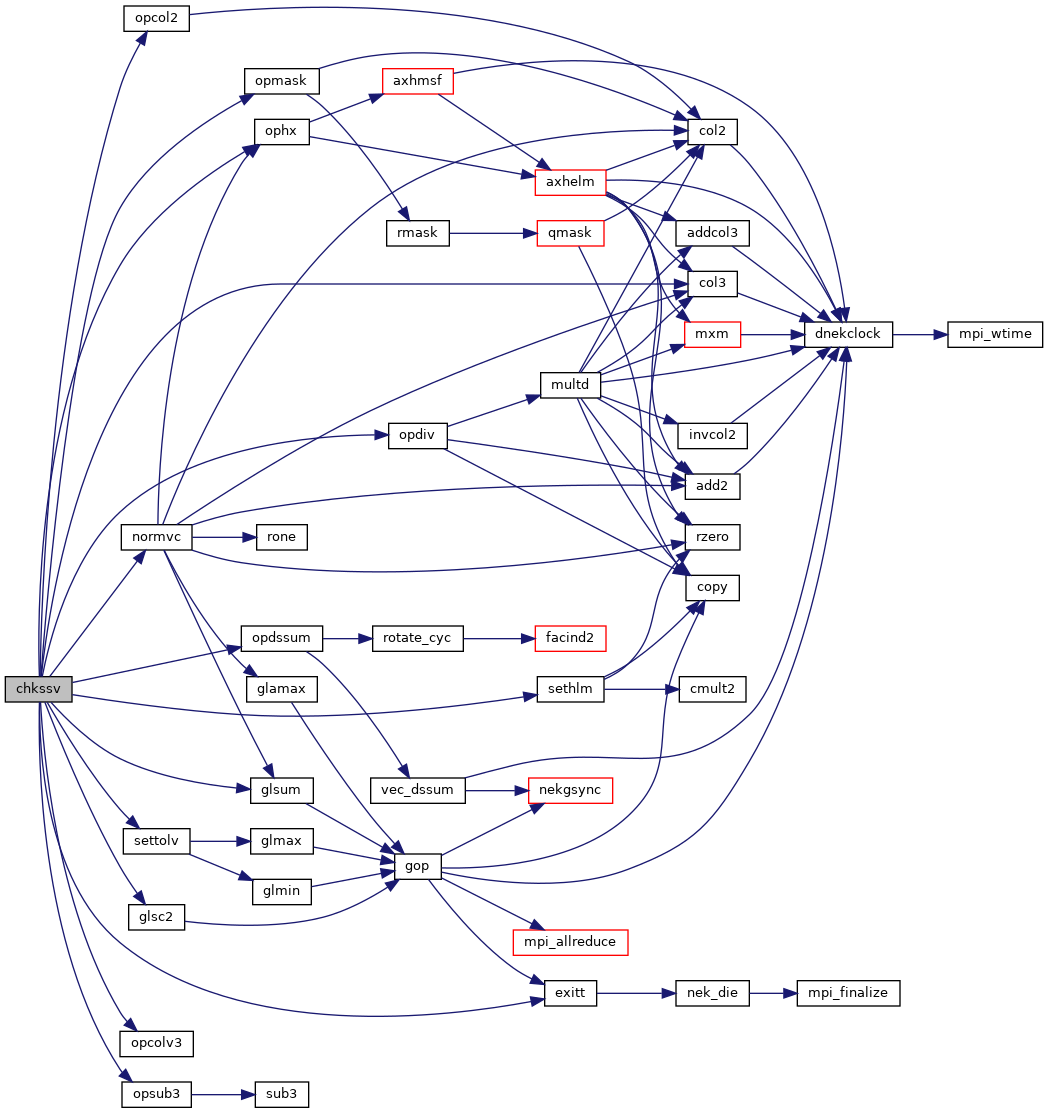 opcol2
opmask
axhmsf
ophx
col2
axhelm
rmask
qmask
addcol3
col3
mxm
dnekclock
mpi_wtime
multd
opdiv
invcol2
add2
normvc
rone
rzero
copy
opdssum
rotate_cyc
facind2
chkssv
glamax
sethlm
cmult2
glsum
vec_dssum
nekgsync
settolv
glmax
gop
glmin
glsc2
mpi_allreduce
exitt
nek_die
mpi_finalize
opcolv3
opsub3
sub3